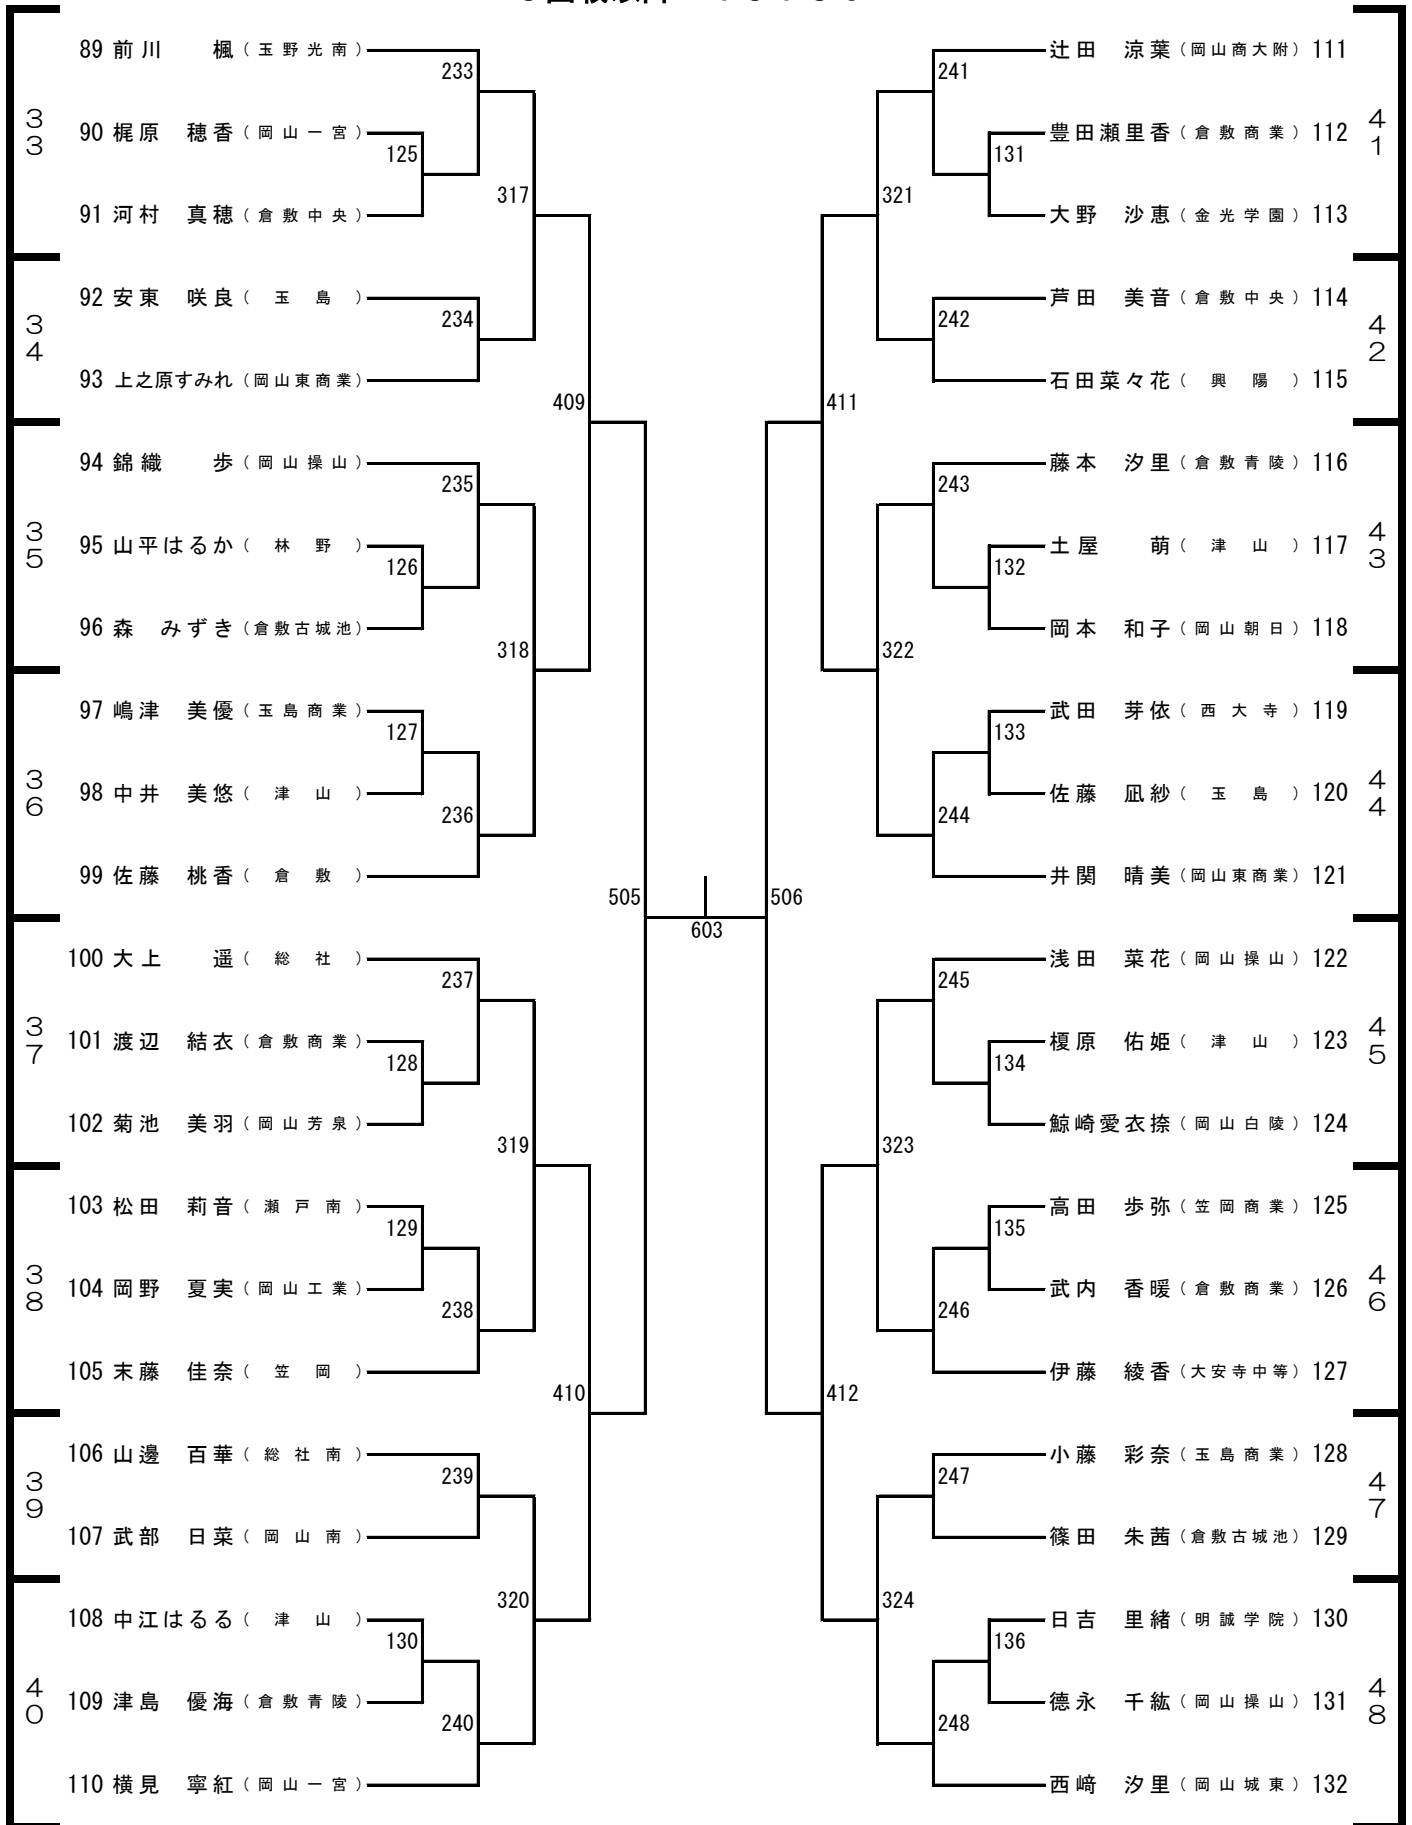 89 前川 楓 (玉野光南)
233
90 梶原 穂香 (岡山一宮)
125
91 河村 真穂 (倉敷中央)
33
317
92 安東 咲良 (玉島)
234
93 上之原すみれ (岡山東商業)
34
409
94 錦織 歩 (岡山操山)
235
95 山平はるか (林野)
126
96 森 みずき (倉敷古城池)
35
318
97 嶋津 美優 (玉島商業)
127
98 中井 美悠 (津山)
236
99 佐藤 桃香 (倉敷)
36
505
100 大上 遥 (総社)
237
101 渡辺 結衣 (倉敷商業)
128
102 菊池 美羽 (岡山芳泉)
37
319
103 松田 莉音 (瀬戸南)
129
104 岡野 夏実 (岡山工業)
238
105 末藤 佳奈 (笠岡)
38
410
106 山邊 百華 (総社南)
239
107 武部 日菜 (岡山南)
39
320
108 中江はるる (津山)
130
109 津島 優海 (倉敷青陵)
240
110 横見 寧紅 (岡山一宮)
40
603
辻田 涼葉 (岡山商大附) 111
241
豊田瀬里香 (倉敷商業) 112
131
大野 沙恵 (金光学園) 113
41
321
芦田 美音 (倉敷中央) 114
242
石田菜々花 (興陽) 115
42
411
藤本 汐里 (倉敷青陵) 116
243
土屋 萌 (津山) 117
132
岡本 和子 (岡山朝日) 118
43
322
武田 芽依 (西大寺) 119
133
佐藤 凪紗 (玉島) 120
244
井関 晴美 (岡山東商業) 121
44
506
浅田 菜花 (岡山操山) 122
245
榎原 佑姫 (津山) 123
134
鯨崎愛衣捺 (岡山白陵) 124
45
323
高田 歩弥 (笠岡商業) 125
135
武内 香暖 (倉敷商業) 126
246
伊藤 綾香 (大安寺中等) 127
46
412
小藤 彩奈 (玉島商業) 128
247
篠田 朱茜 (倉敷古城池) 129
47
324
日吉 里緒 (明誠学院) 130
136
德永 千紘 (岡山操山) 131
248
西﨑 汐里 (岡山城東) 132
48